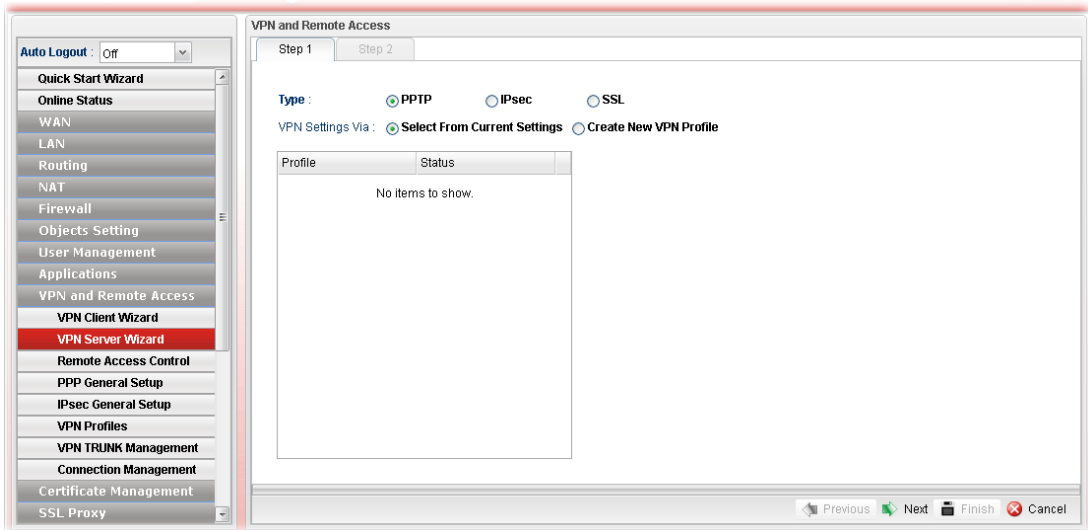 VPN and Remote Access
Auto Logout : Off
Step 1 Step 2
Quick Start Wizard
Online Status
WAN
LAN
Routing
NAT
Firewall
Objects Setting
User Management
Applications
VPN and Remote Access
VPN Client Wizard
VPN Server Wizard
Remote Access Control
PPP General Setup
IPsec General Setup
VPN Profiles
VPN TRUNK Management
Connection Management
Certificate Management
SSL Proxy
Type : PPTP IPsec SSL
VPN Settings Via : Select From Current Settings Create New VPN Profile
Profile Status
No items to show.
Previous Next Finish Cancel